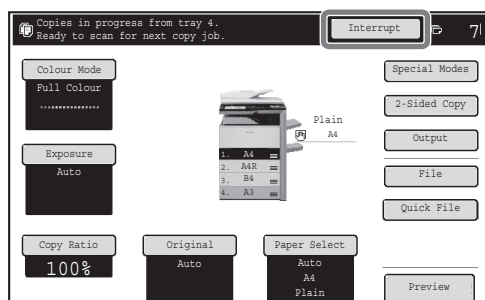 Copies in progress from tray 4.
Ready to scan for next copy job.
Interrupt
7
Colour Mode
Full Colour
Exposure
Auto
Copy Ratio
100%
Original
Auto
Paper Select
Auto
A4
Plain
Plain
A4
1. A4
2. A4R
3. B4
4. A3
Special Modes
2-Sided Copy
Output
File
Quick File
Preview